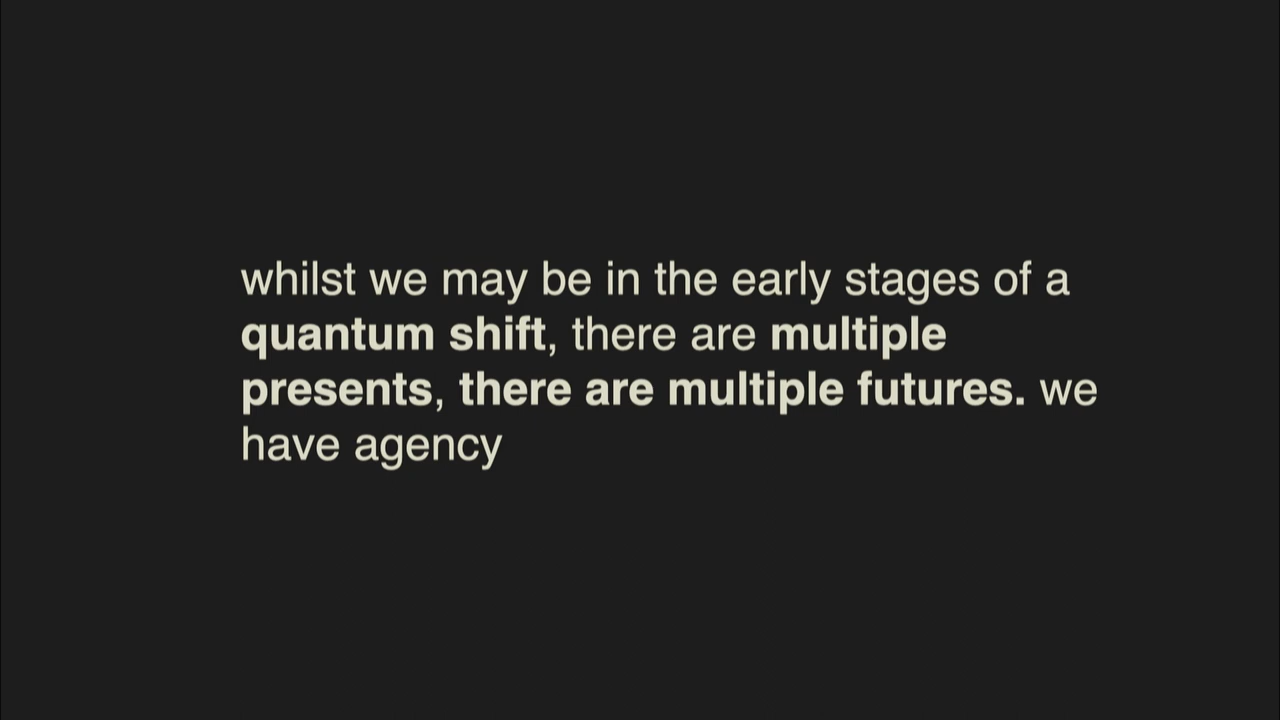 whilst we may be in the early stages of a
quantum shift, there are multiple
presents, there are multiple futures. we
have agency